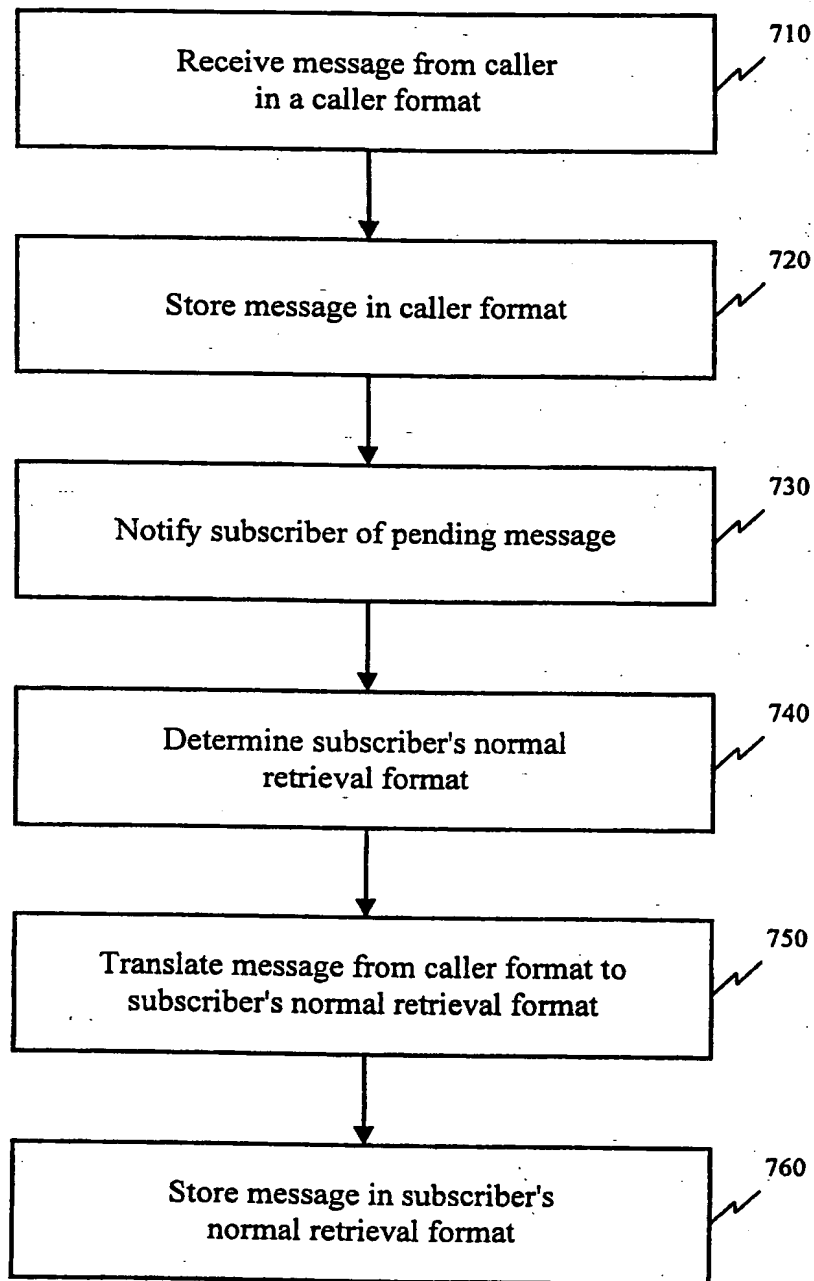 710
Receive message from caller
in a caller format
720
Store message in caller format
730
Notify subscriber of pending message
740
Determine subscriber's normal
retrieval format
750
Translate message from caller format to
subscriber's normal retrieval format
760
Store message in subscriber's
normal retrieval format